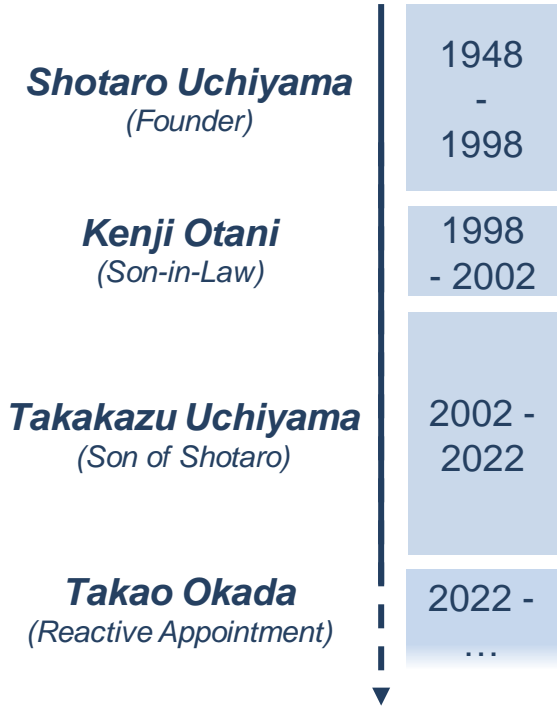 Shotaro Uchiyama
(Founder)
1948
-
1998
Kenji Otani
(Son-in-Law)
1998
- 2002
Takakazu Uchiyama
(Son of Shotaro)
2002 -
2022
Takao Okada
(Reactive Appointment)
2022 -
…